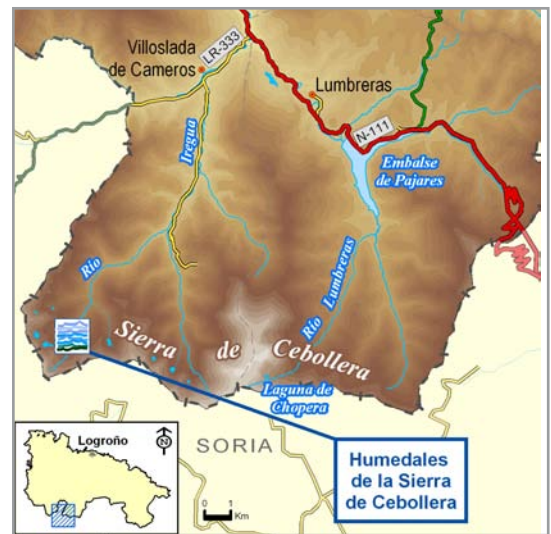 Villoslada
de Cameros
LR-333
Lumbreras
N-111
Iregua
Embalse
de Pajares
Río
Río Lumbreras
Sierra de Cebollera
Laguna de
Chopera
SORIA
Logroño
N
0 1
Km
Humedales
de la Sierra
de Cebollera